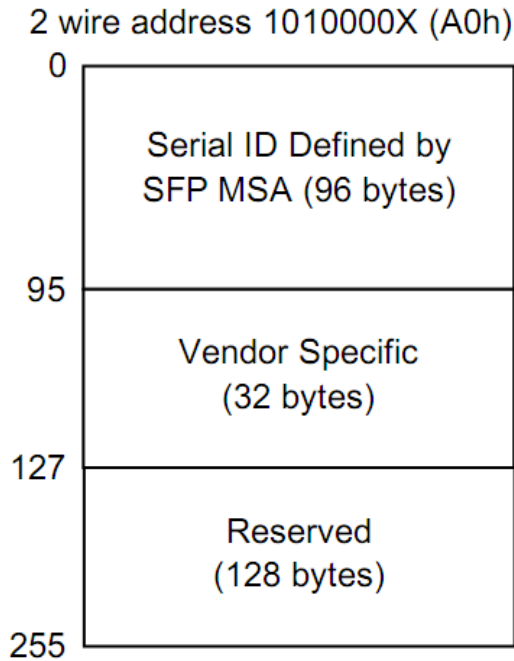 2 wire address 1010000X (A0h)
0
Serial ID Defined by
SFP MSA (96 bytes)
95
Vendor Specific
(32 bytes)
127
Reserved
(128 bytes)
255